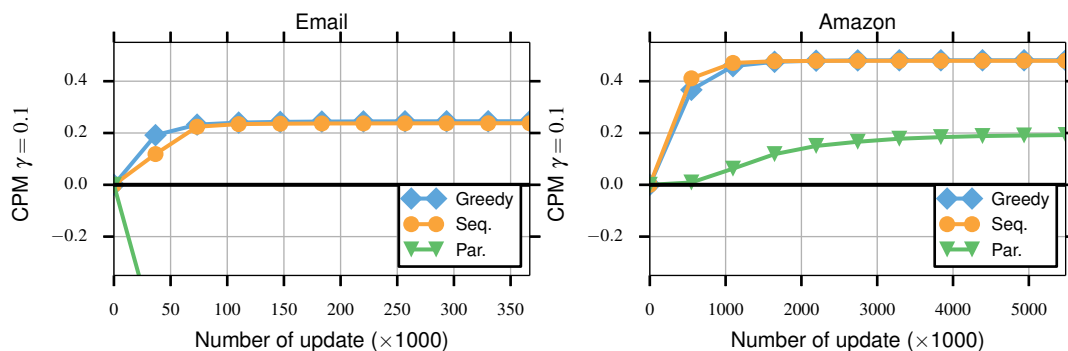 Email
CPM γ = 0.1
0.4
0.2
0.0
−0.2
Greedy
Seq.
Par.
0 50 100 150 200 250 300 350
Number of update (×1000)
Amazon
CPM γ = 0.1
0.4
0.2
0.0
−0.2
Greedy
Seq.
Par.
0 1000 2000 3000 4000 5000
Number of update (×1000)